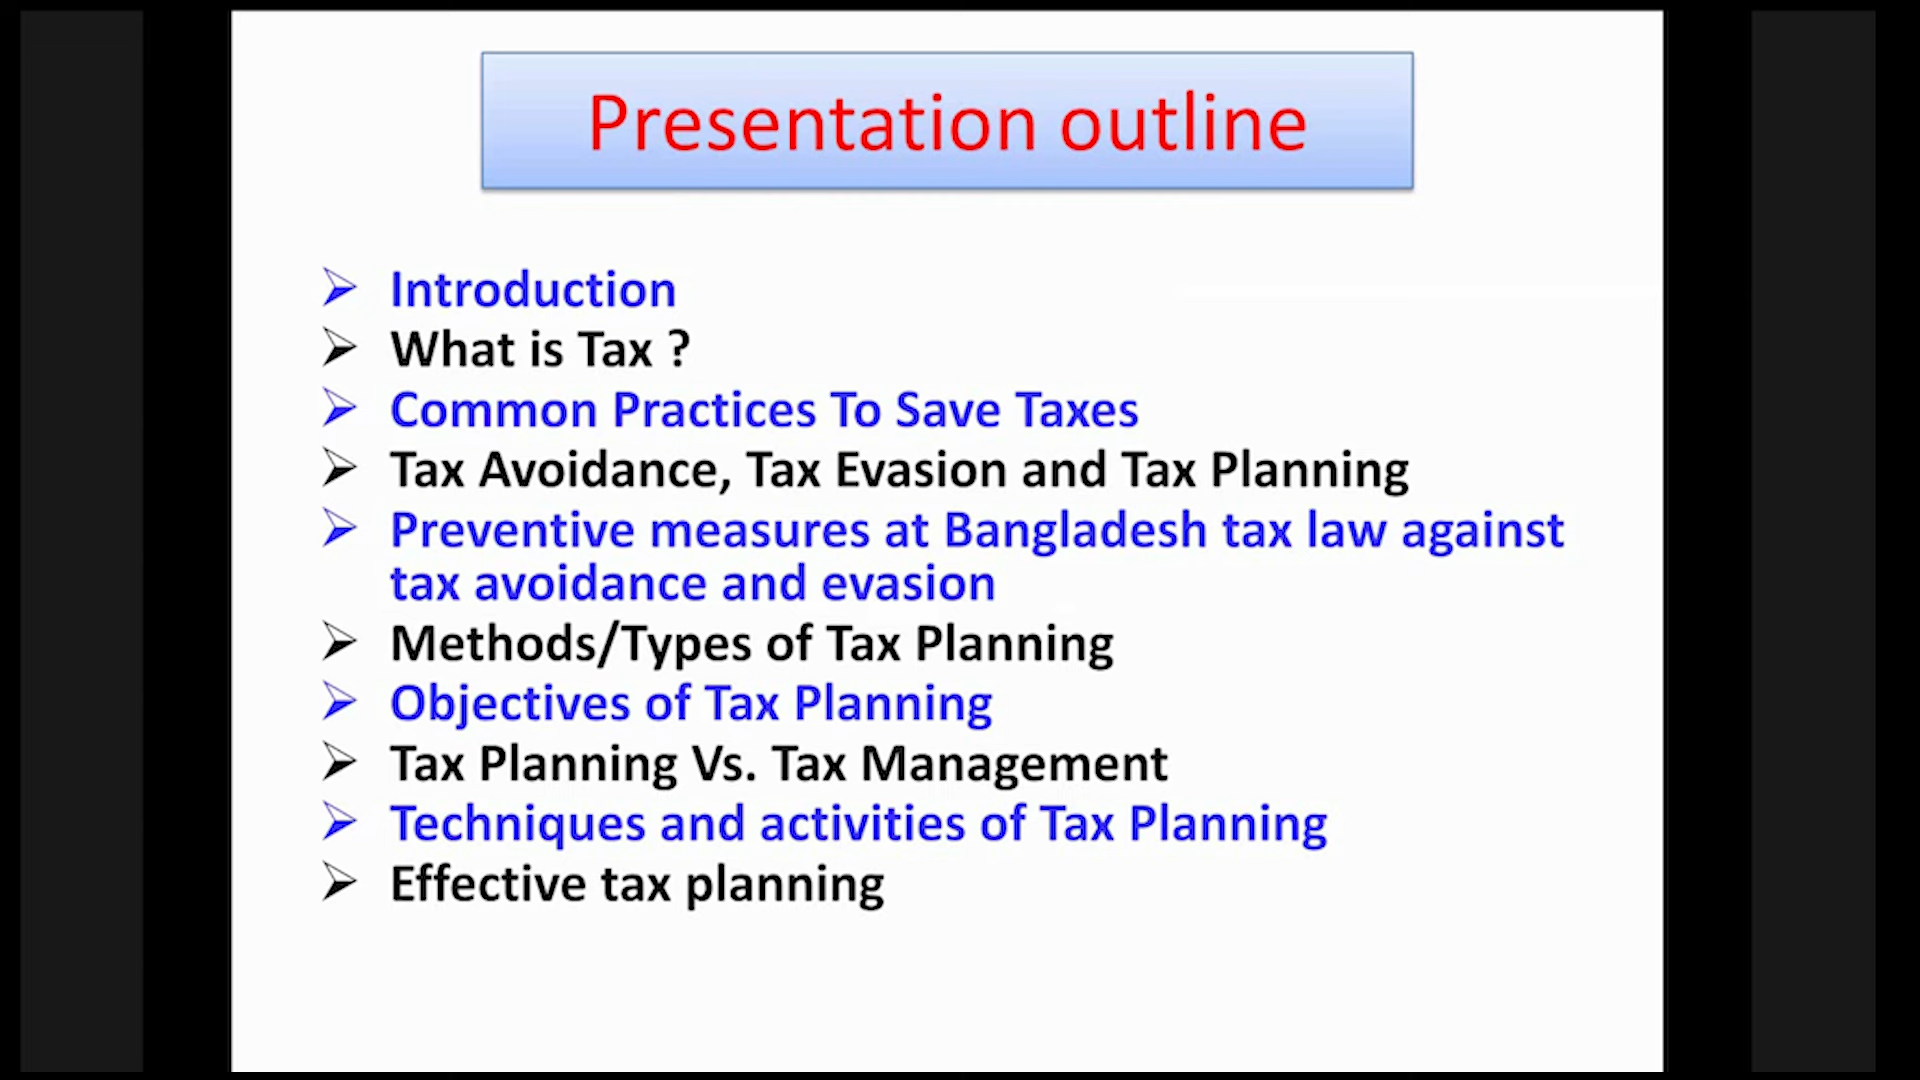 Presentation outline
➢ Introduction
➢ What is Tax ?
➢ Common Practices To Save Taxes
➢ Tax Avoidance, Tax Evasion and Tax Planning
➢ Preventive measures at Bangladesh tax law against
tax avoidance and evasion
➢ Methods/Types of Tax Planning
➢ Objectives of Tax Planning
➢ Tax Planning Vs. Tax Management
➢ Techniques and activities of Tax Planning
➢ Effective tax planning